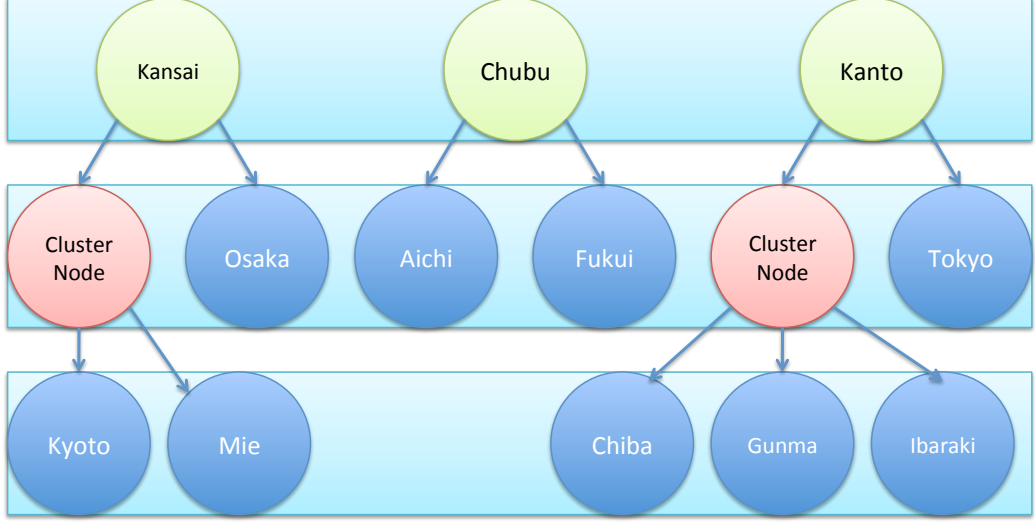 Kansai
Chubu
Kanto
Cluster
Node
Osaka
Aichi
Fukui
Cluster
Node
Tokyo
Kyoto
Mie
Chiba
Gunma
Ibaraki